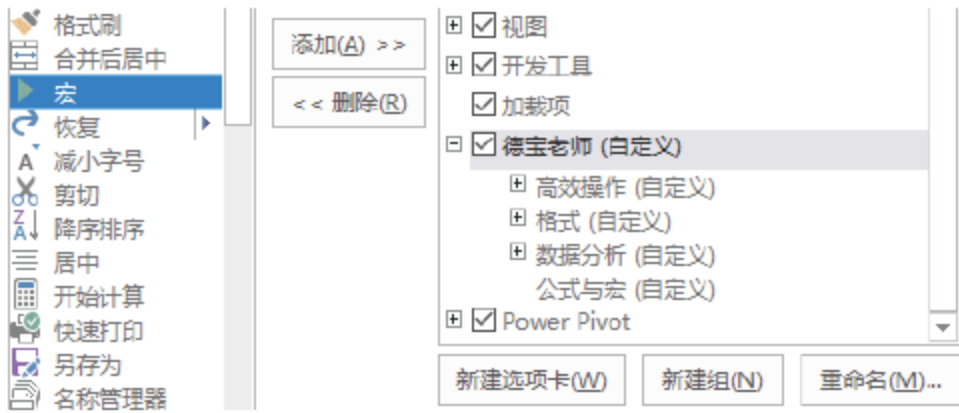 格式刷
合并后居中
宏
恢复
减小字号
剪切
降序排序
居中
开始计算
快速打印
另存为
名称管理器
添加(A) >>
<< 删除(R)
视图
开发工具
加载项
德宝老师 (自定义)
高效操作 (自定义)
格式 (自定义)
数据分析 (自定义)
公式与宏 (自定义)
Power Pivot
新建选项卡(W)
新建组(N)
重命名(M)...